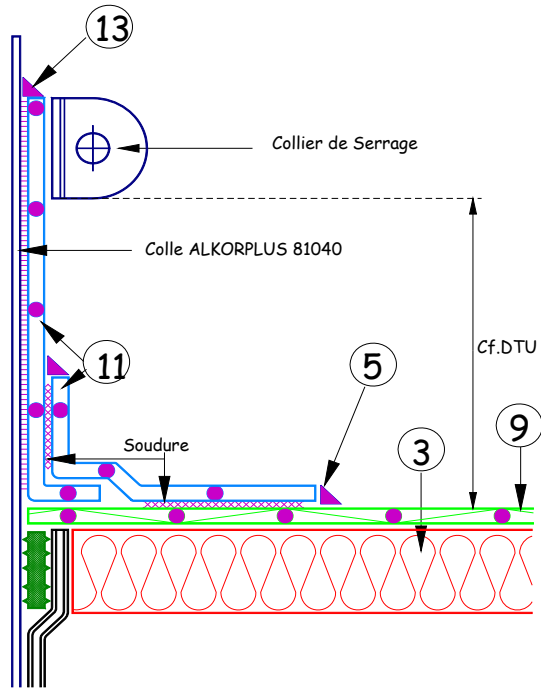 13
Collier de Serrage
Colle ALKORPLUS 81040
Cf.DTU
11
5
9
Soudure
3